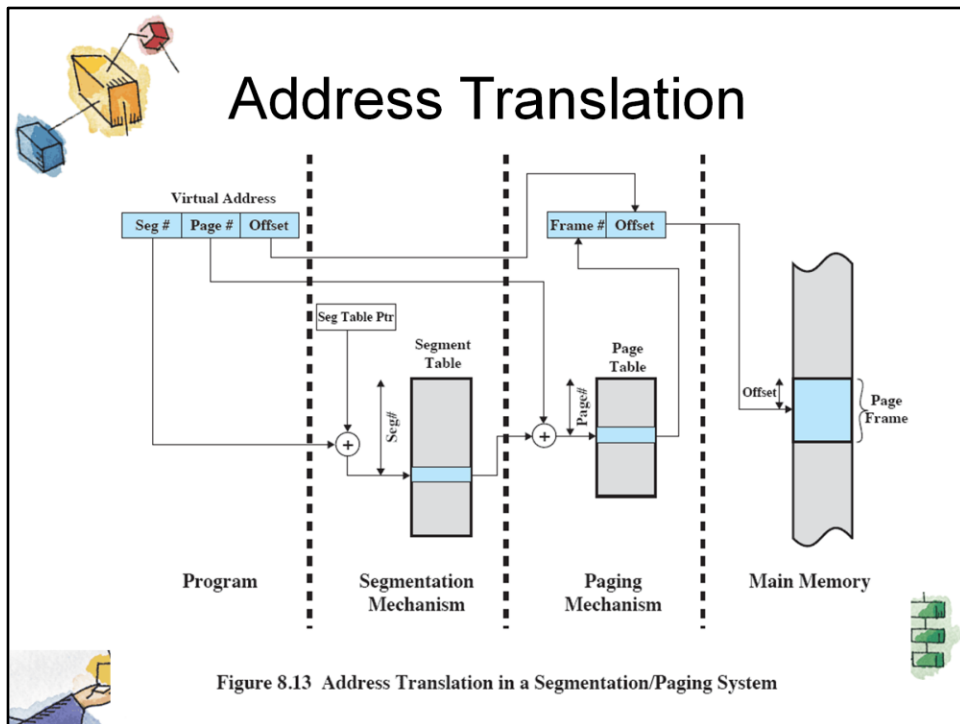 Address Translation
Virtual Address
Seg # Page # Offset
Frame # Offset
Seg Table Ptr
Segment
Table
Page
Table
Seg#
Page#
+
+
Offset
Page
Frame
Program
Segmentation
Mechanism
Paging
Mechanism
Main Memory
Figure 8.13 Address Translation in a Segmentation/Paging System